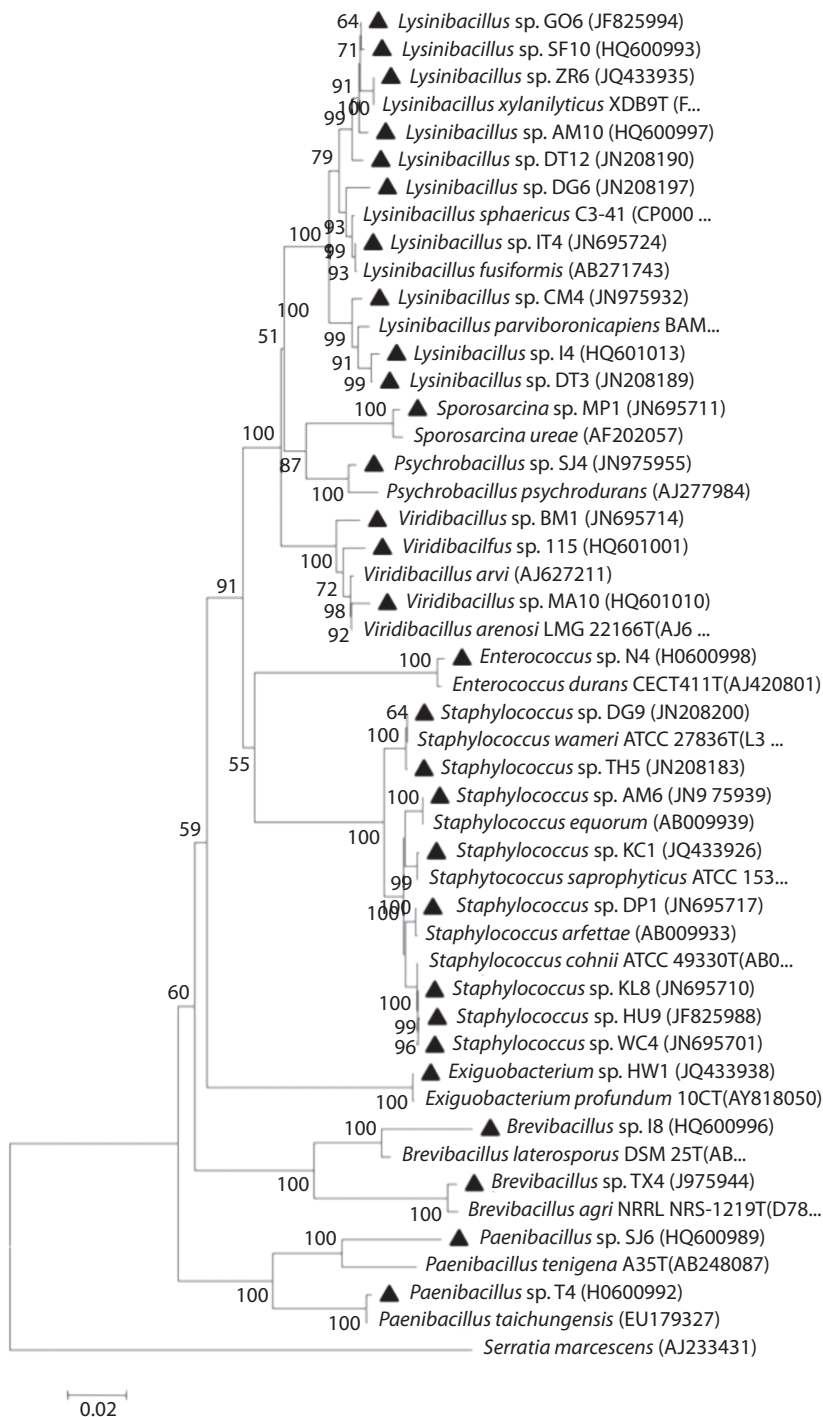 64 ▲ Lysinibacillus sp. GO6 (JF825994)
71 ▲ Lysinibacillus sp. SF10 (HQ600993)
▲ Lysinibacillus sp. ZR6 (JQ433935)
91
100 Lysinibacillus xylanilyticus XDB9T (F...
99
▲ Lysinibacillus sp. AM10 (HQ600997)
79 ▲ Lysinibacillus sp. DT12 (JN208190)
▲ Lysinibacillus sp. DG6 (JN208197)
Lysinibacillus sphaericus C3-41 (CP000 ...
93
100
▲ Lysinibacillus sp. IT4 (JN695724)
99
93 Lysinibacillus fusiformis (AB271743)
▲ Lysinibacillus sp. CM4 (JN975932)
100
Lysinibacillus parviboronicapiens BAM...
51
99
▲ Lysinibacillus sp. I4 (HQ601013)
91
99 ▲ Lysinibacillus sp. DT3 (JN208189)
100 ▲ Sporosarcina sp. MP1 (JN695711)
100 Sporosarcina ureae (AF202057)
87 ▲ Psychrobacillus sp. SJ4 (JN975955)
100 Psychrobacillus psychrodurans (AJ277984)
▲ Viridibacillus sp. BM1 (JN695714)
▲ Viridibacilfus sp. 115 (HQ601001)
100
91 Viridibacillus arvi (AJ627211)
72
▲ Viridibacillus sp. MA10 (HQ601010)
98
92 Viridibacillus arenosi LMG 22166T(AJ6 ...
100 ▲ Enterococcus sp. N4 (H0600998)
Enterococcus durans CECT411T(AJ420801)
64 ▲ Staphylococcus sp. DG9 (JN208200)
100 Staphylococcus wameri ATCC 27836T(L3 ...
55 ▲ Staphylococcus sp. TH5 (JN208183)
100 ▲ Staphylococcus sp. AM6 (JN9 75939)
59 100 Staphylococcus equorum (AB009939)
▲ Staphylococcus sp. KC1 (JQ433926)
99 Staphytococcus saprophyticus ATCC 153...
100
100
▲ Staphylococcus sp. DP1 (JN695717)
Staphylococcus arfettae (AB009933)
Staphylococcus cohnii ATCC 49330T(AB0...
60 ▲ Staphylococcus sp. KL8 (JN695710)
100
▲ Staphylococcus sp. HU9 (JF825988)
99
96 ▲ Staphylococcus sp. WC4 (JN695701)
▲ Exiguobacterium sp. HW1 (JQ433938)
100 Exiguobacterium profundum 10CT(AY818050)
100 ▲ Brevibacillus sp. I8 (HQ600996)
Brevibacillus laterosporus DSM 25T(AB...
100 ▲ Brevibacillus sp. TX4 (J975944)
100 Brevibacillus agri NRRL NRS-1219T(D78...
100 ▲ Paenibacillus sp. SJ6 (HQ600989)
Paenibacillus tenigena A35T(AB248087)
100 ▲ Paenibacillus sp. T4 (H0600992)
100 Paenibacillus taichungensis (EU179327)
Serratia marcescens (AJ233431)
0.02